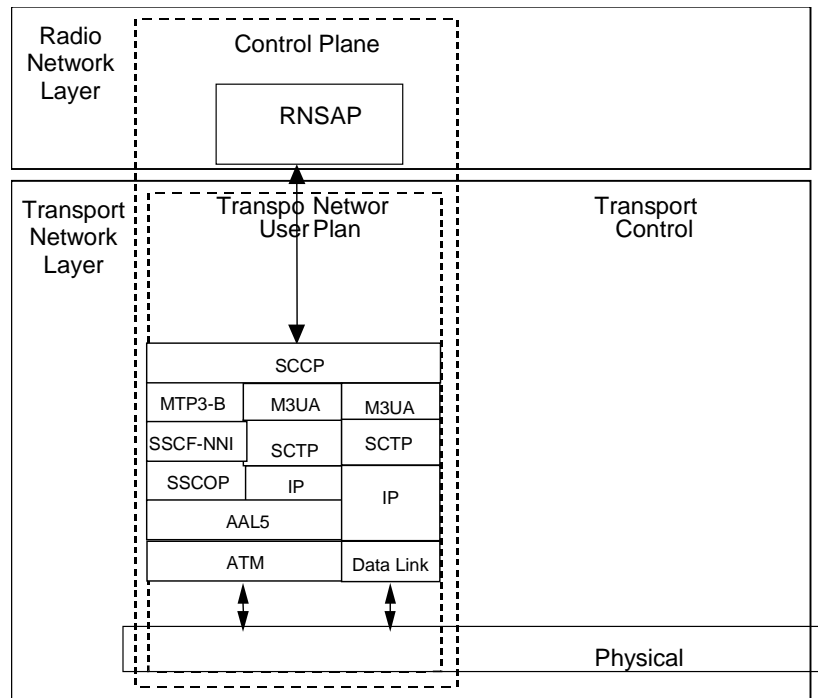 Radio
Network
Layer
Control Plane
RNSAP
Transport
Network
Layer
Transpo Networ
User Plan
Transport
Control
SCCP
MTP3-B
M3UA
M3UA
SSCF-NNI
SCTP
SCTP
SSCOP
IP
IP
AAL5
ATM
Data Link
Physical